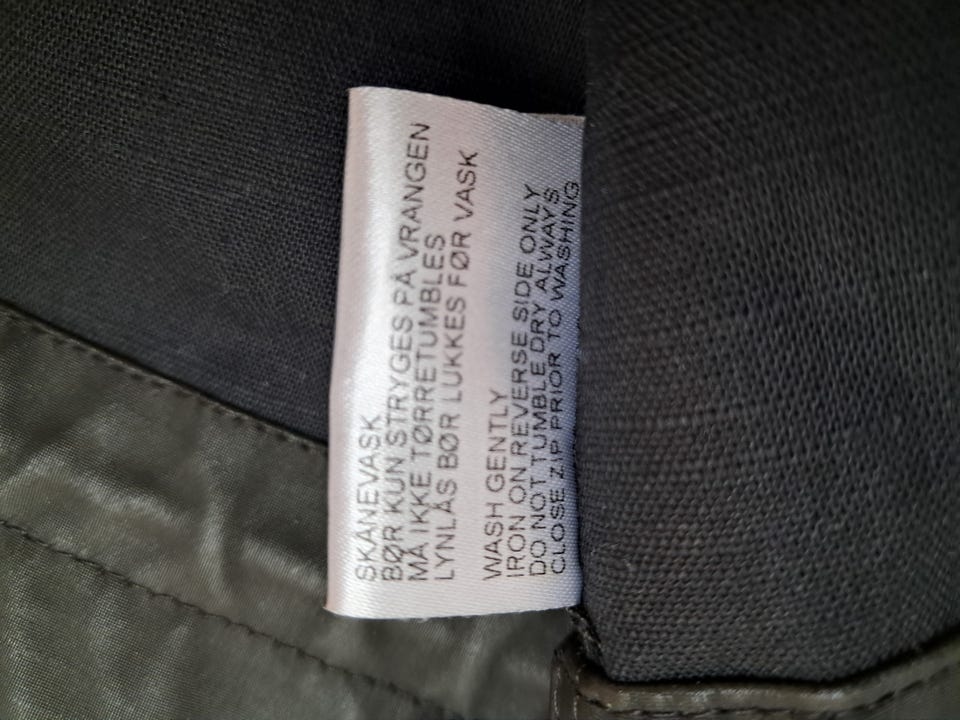 SKANEVASK
BØR KUN STRYGES PÅ VRANGEN
MÅ IKKE TØRRETUMBLES
LYNLÅS BØR LUKKES FØR VASK
WASH GENTLY
IRON ON REVERSE SIDE ONLY
DO NOT TUMBLE DRY ALWAYS
CLOSE ZIP PRIOR TO WASHING